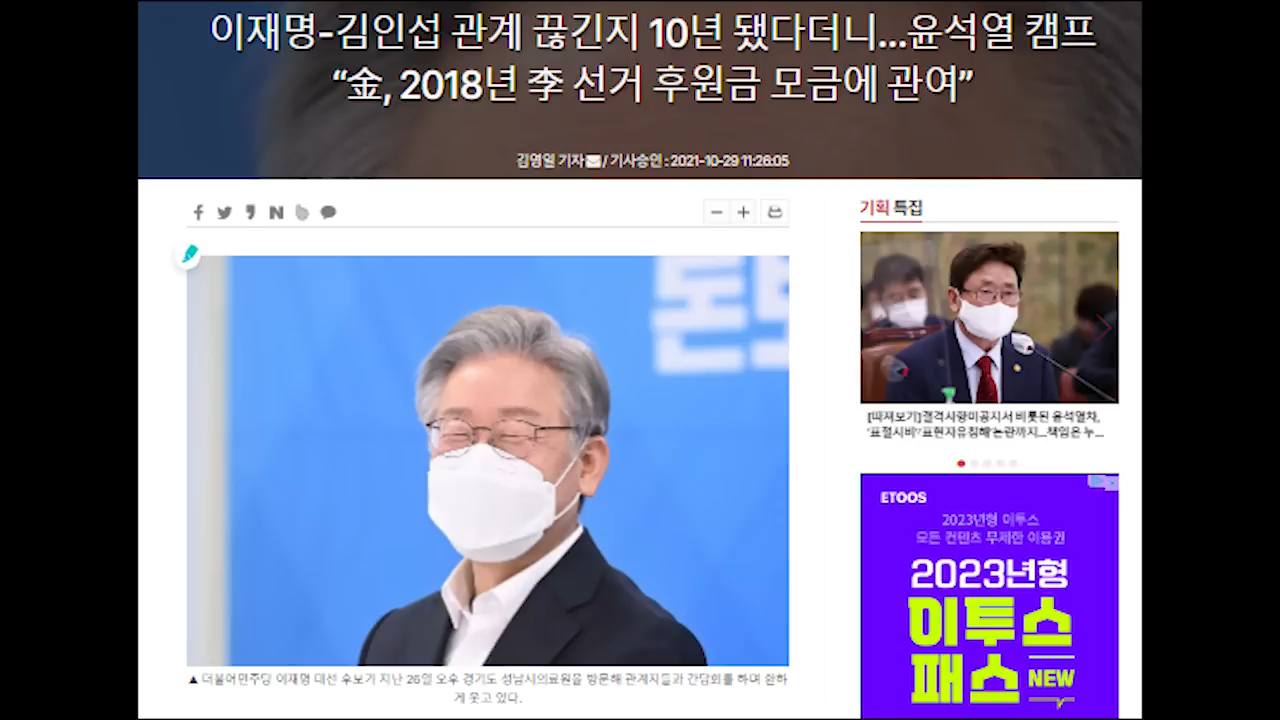 이재명-김인섭 관계 끊긴지 10년 됐다더니...윤석열 캠프
“金, 2018년 李 선거 후원금 모금에 관여”
김영일 기자 / 기사승인 : 2021-10-29 11:26:05
기획 특집
돈보
[따져보기]결격사항미공지서 비롯된 윤석열차,
'표절시비'·'표현자유침해'논란까지...책임은 누...
ETOOS
2023년형 이투스
모든 컨텐츠 무제한 이용권
2023년형
이투스
패스 NEW
▲ 더불어민주당 이재명 대선 후보가 지난 26일 오후 경기도 성남시의료원을 방문해 관계자들과 간담회를 하며 환하
게 웃고 있다.